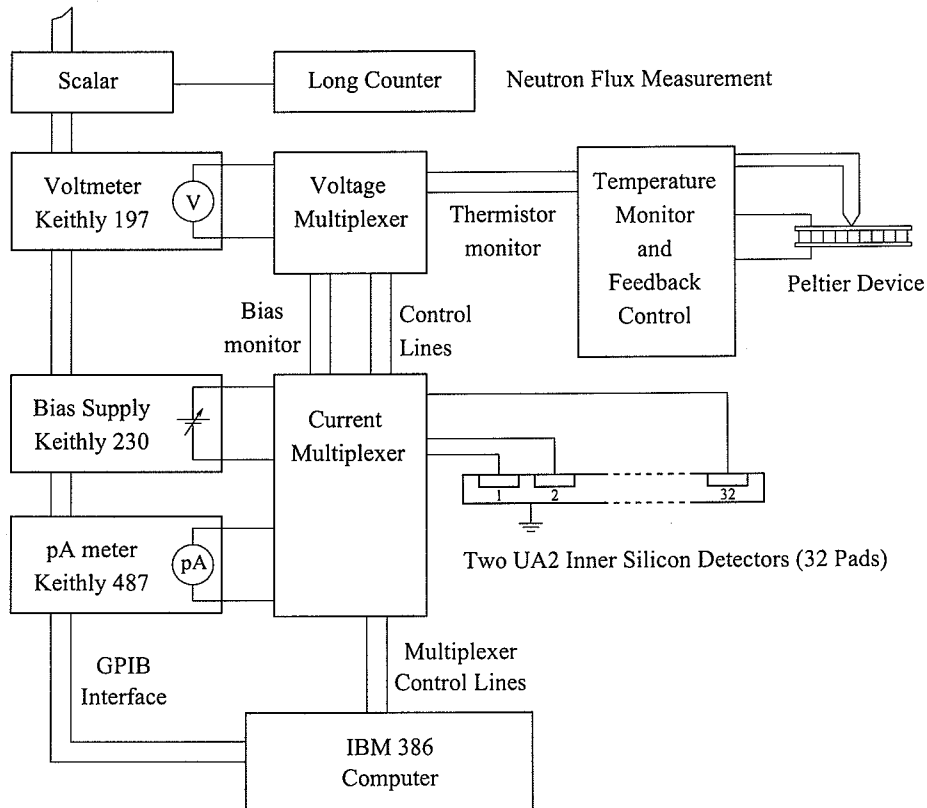 Scalar
Long Counter
Neutron Flux Measurement
Voltmeter
Keithly 197
V
Voltage
Multiplexer
Thermistor
monitor
Temperature
Monitor
and
Feedback
Control
Peltier Device
Bias
monitor
Control
Lines
Bias Supply
Keithly 230
Current
Multiplexer
1
2
32
pA meter
Keithly 487
pA
Two UA2 Inner Silicon Detectors (32 Pads)
GPIB
Interface
Multiplexer
Control Lines
IBM 386
Computer